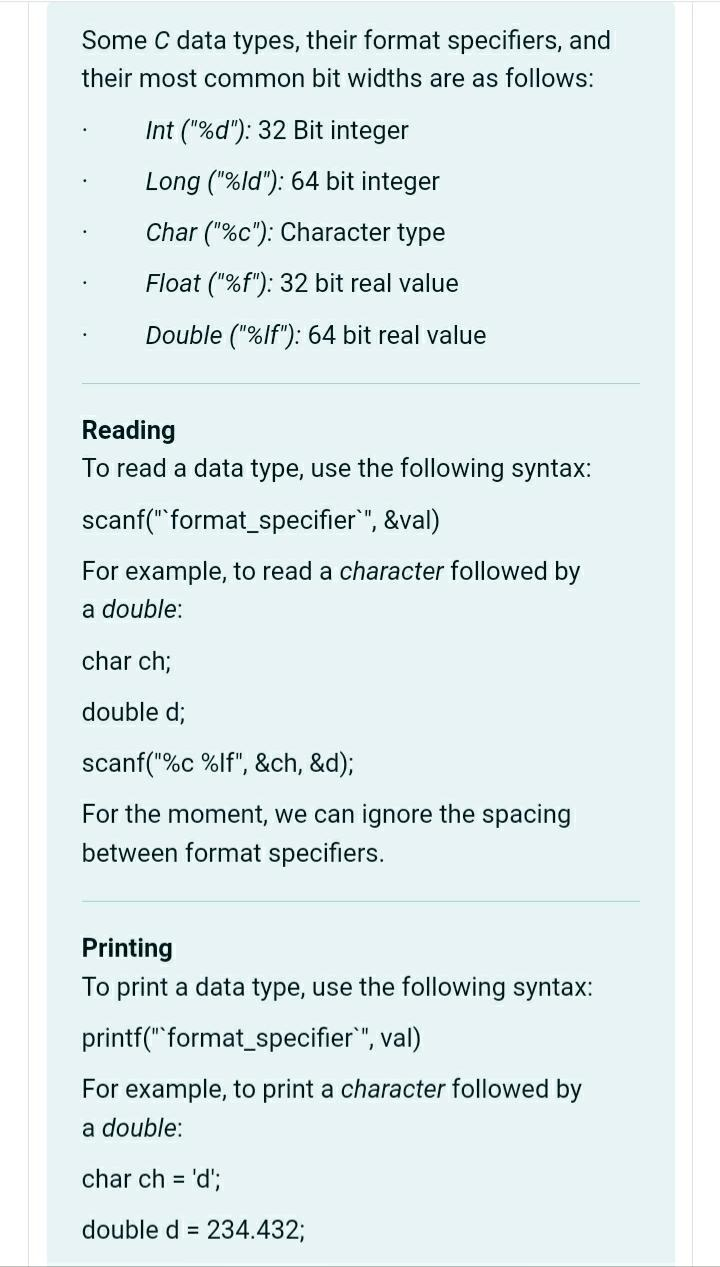 Some C data types, their format specifiers, and
their most common bit widths are as follows:
· Int ("%d"): 32 Bit integer
· Long ("%ld"): 64 bit integer
· Char ("%c"): Character type
· Float ("%f"): 32 bit real value
· Double ("%lf"): 64 bit real value
Reading
To read a data type, use the following syntax:
scanf("`format_specifier`", &val)
For example, to read a character followed by
a double:
char ch;
double d;
scanf("%c %lf", &ch, &d);
For the moment, we can ignore the spacing
between format specifiers.
Printing
To print a data type, use the following syntax:
printf("`format_specifier`", val)
For example, to print a character followed by
a double:
char ch = 'd';
double d = 234.432;